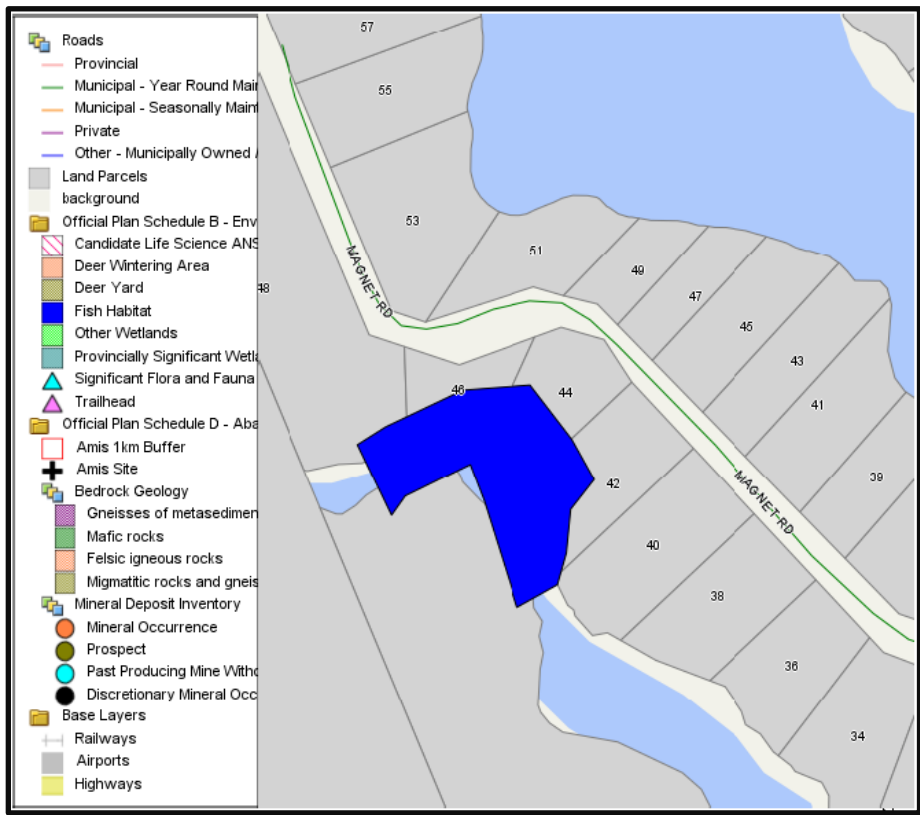 Roads
Provincial
Municipal - Year Round Mai
Municipal - Seasonally Maint
Private
Other - Municipally Owned /
Land Parcels
background
Official Plan Schedule B - Env
Candidate Life Science ANS
Deer Wintering Area
Deer Yard
Fish Habitat
Other Wetlands
Provincially Significant Wetla
Significant Flora and Fauna
Trailhead
Official Plan Schedule D - Aba
Amis 1km Buffer
Amis Site
Bedrock Geology
Gneisses of metasedimen
Mafic rocks
Felsic igneous rocks
Migmatitic rocks and gneis
Mineral Deposit Inventory
Mineral Occurrence
Prospect
Past Producing Mine Witho
Discretionary Mineral Occ
Base Layers
Railways
Airports
Highways
57
55
53
51
49
47
45
43
41
39
48
MAGNET RD
46
44
42
40
38
36
34
MAGNET RD